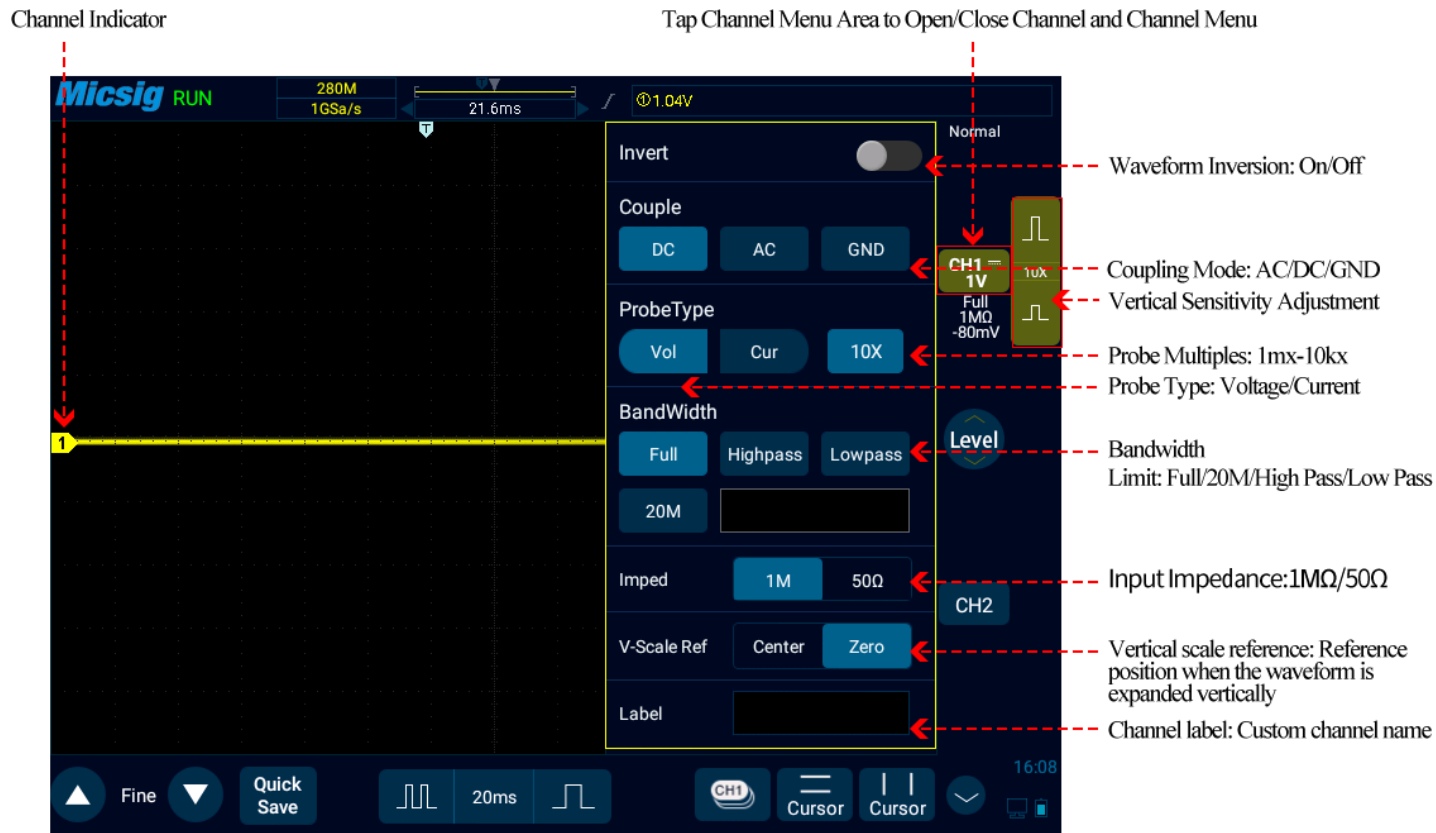 Channel Indicator
Tap Channel Menu Area to Open/Close Channel and Channel Menu
Micsig RUN
280M
1GSa/s
21.6ms
①1.04V
T
Normal
Invert
Waveform Inversion: On/Off
Couple
DC AC GND
CH1
1V
10X
Coupling Mode: AC/DC/GND
Vertical Sensitivity Adjustment
Full
1MΩ
-80mV
ProbeType
Vol Cur 10X
Probe Multiples: 1mx-10kx
Probe Type: Voltage/Current
BandWidth
1
Full Highpass Lowpass
Level
Bandwidth
Limit: Full/20M/High Pass/Low Pass
20M
Imped 1M 50Ω
Input Impedance:1MΩ/50Ω
CH2
V-Scale Ref Center Zero
Vertical scale reference: Reference
position when the waveform is
expanded vertically
Label
Channel label: Custom channel name
Fine
Quick
Save
20ms
CH1
Cursor
Cursor
16:08